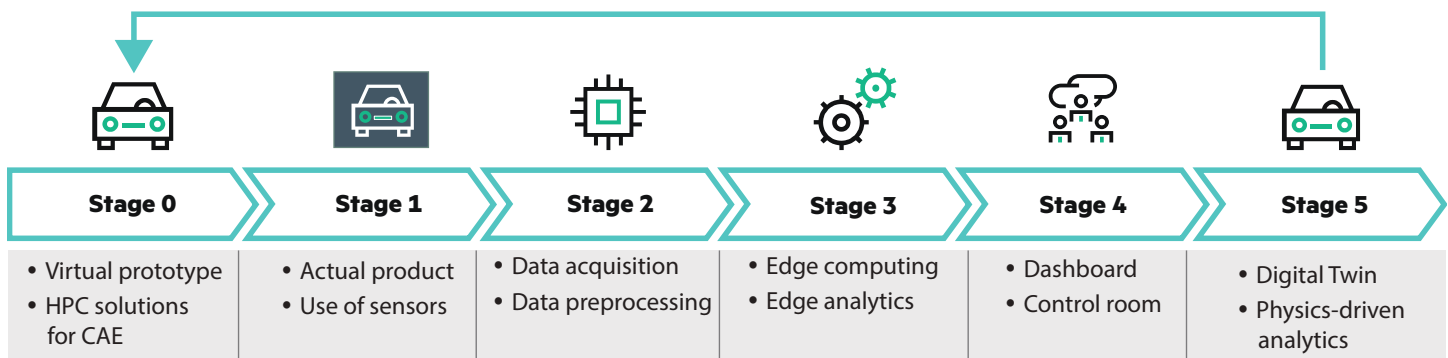 Stage 0
Stage 1
Stage 2
Stage 3
Stage 4
Stage 5
• Virtual prototype
• HPC solutions
for CAE
• Actual product
• Use of sensors
• Data acquisition
• Data preprocessing
• Edge computing
• Edge analytics
• Dashboard
• Control room
• Digital Twin
• Physics-driven
analytics